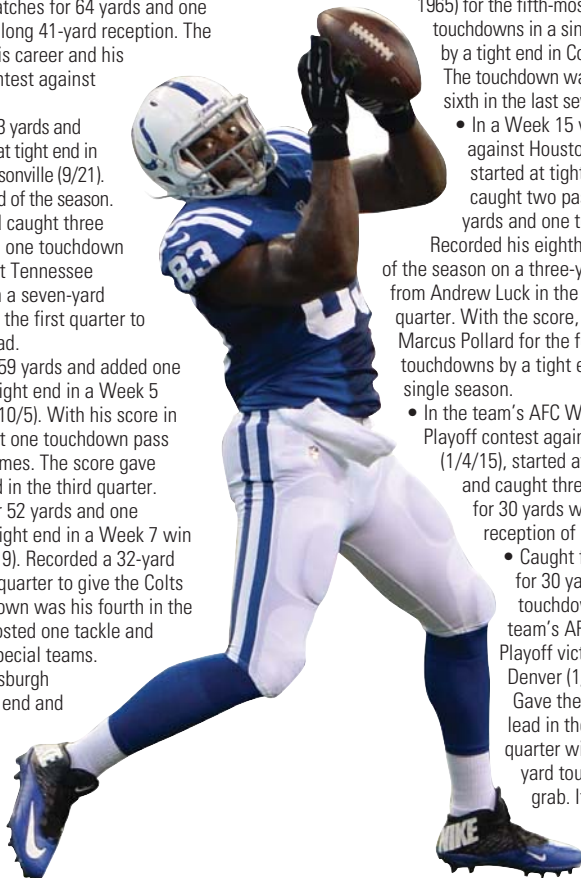 atches for 64 yards and one
long 41-yard reception. The
is career and his
ntest against
3 yards and
at tight end in
sonville (9/21).
d of the season.
d caught three
one touchdown
t Tennessee
n a seven-yard
the first quarter to
ad.
59 yards and added one
ight end in a Week 5
10/5). With his score in
t one touchdown pass
mes. The score gave
d in the third quarter.
r 52 yards and one
ight end in a Week 7 win
9). Recorded a 32-yard
quarter to give the Colts
own was his fourth in the
osted one tackle and
pecial teams.
sburgh
end and
1965) for the fifth-mos
touchdowns in a sin
by a tight end in Co
The touchdown wa
sixth in the last se
• In a Week 15 v
against Houst
started at tight
caught two pas
yards and one t
Recorded his eighth
of the season on a three-y
from Andrew Luck in the
quarter. With the score,
Marcus Pollard for the f
touchdowns by a tight e
single season.
• In the team's AFC W
Playoff contest again
(1/4/15), started a
and caught thre
for 30 yards w
reception of
• Caught
for 30 ya
touchdo
team's AF
Playoff vict
Denver (1/
Gave the
lead in the
quarter wi
yard tou
grab. I
83
NIKE